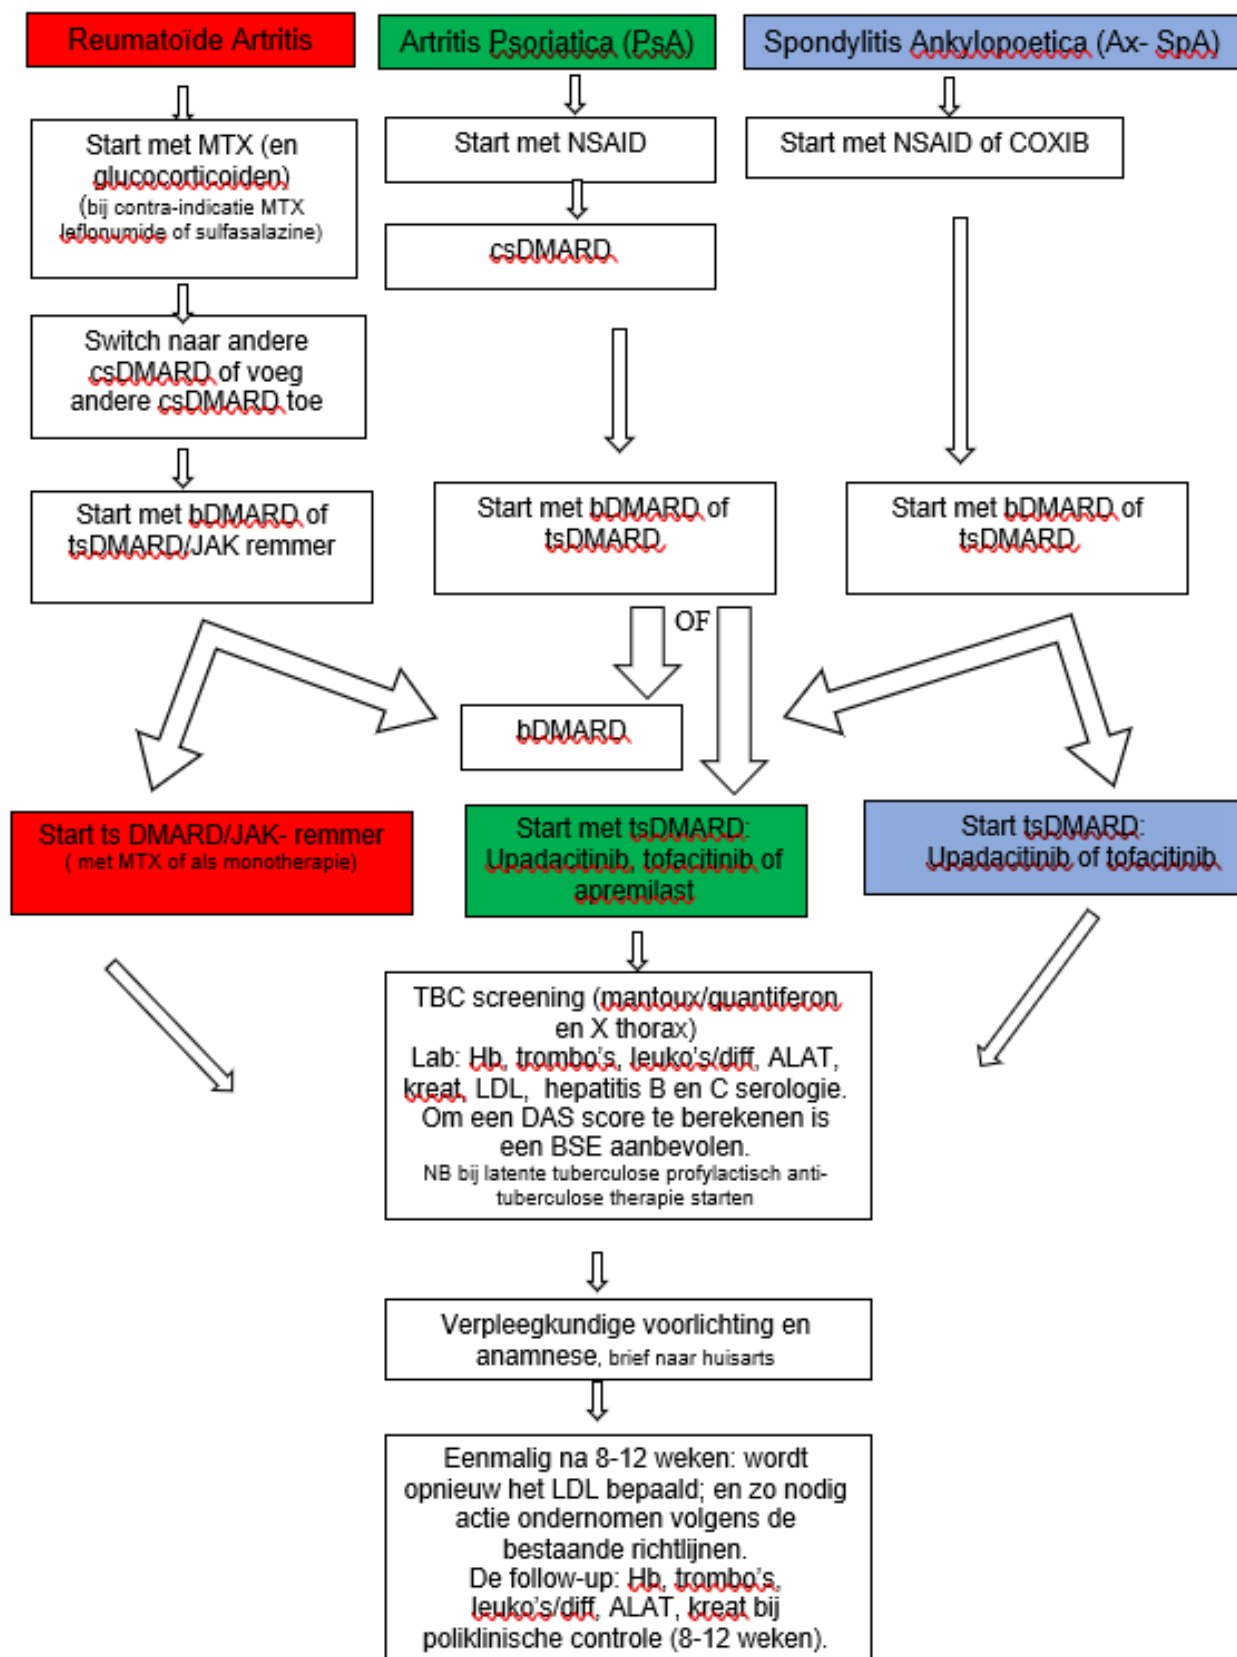 Reumatoïde Artritis
Artritis Psoriatica (PsA)
Spondylitis Ankylopoetica (Ax- SpA)
Start met MTX (en
glucocorticoiden)
(bij contra-indicatie MTX
leflonumide of sulfasalazine)
Start met NSAID
Start met NSAID of COXIB
csDMARD
Switch naar andere
csDMARD of voeg
andere csDMARD toe
Start met bDMARD of
tsDMARD/JAK remmer
Start met bDMARD of
tsDMARD
Start met bDMARD of
tsDMARD
OF
bDMARD
Start ts DMARD/JAK- remmer
( met MTX of als monotherapie)
Start met tsDMARD:
Upadacitinib, tofacitinib of
apremilast
Start tsDMARD:
Upadacitinib of tofacitinib
TBC screening (mantoux/quantiferon
en X thorax)
Lab: Hb, trombo's, leuko's/diff, ALAT,
kreat, LDL, hepatitis B en C serologie.
Om een DAS score te berekenen is
een BSE aanbevolen.
NB bij latente tuberculose profylactisch anti-
tuberculose therapie starten
Verpleegkundige voorlichting en
anamnese, brief naar huisarts
Eenmalig na 8-12 weken: wordt
opnieuw het LDL bepaald; en zo nodig
actie ondernomen volgens de
bestaande richtlijnen.
De follow-up: Hb, trombo's,
leuko's/diff, ALAT, kreat bij
poliklinische controle (8-12 weken).